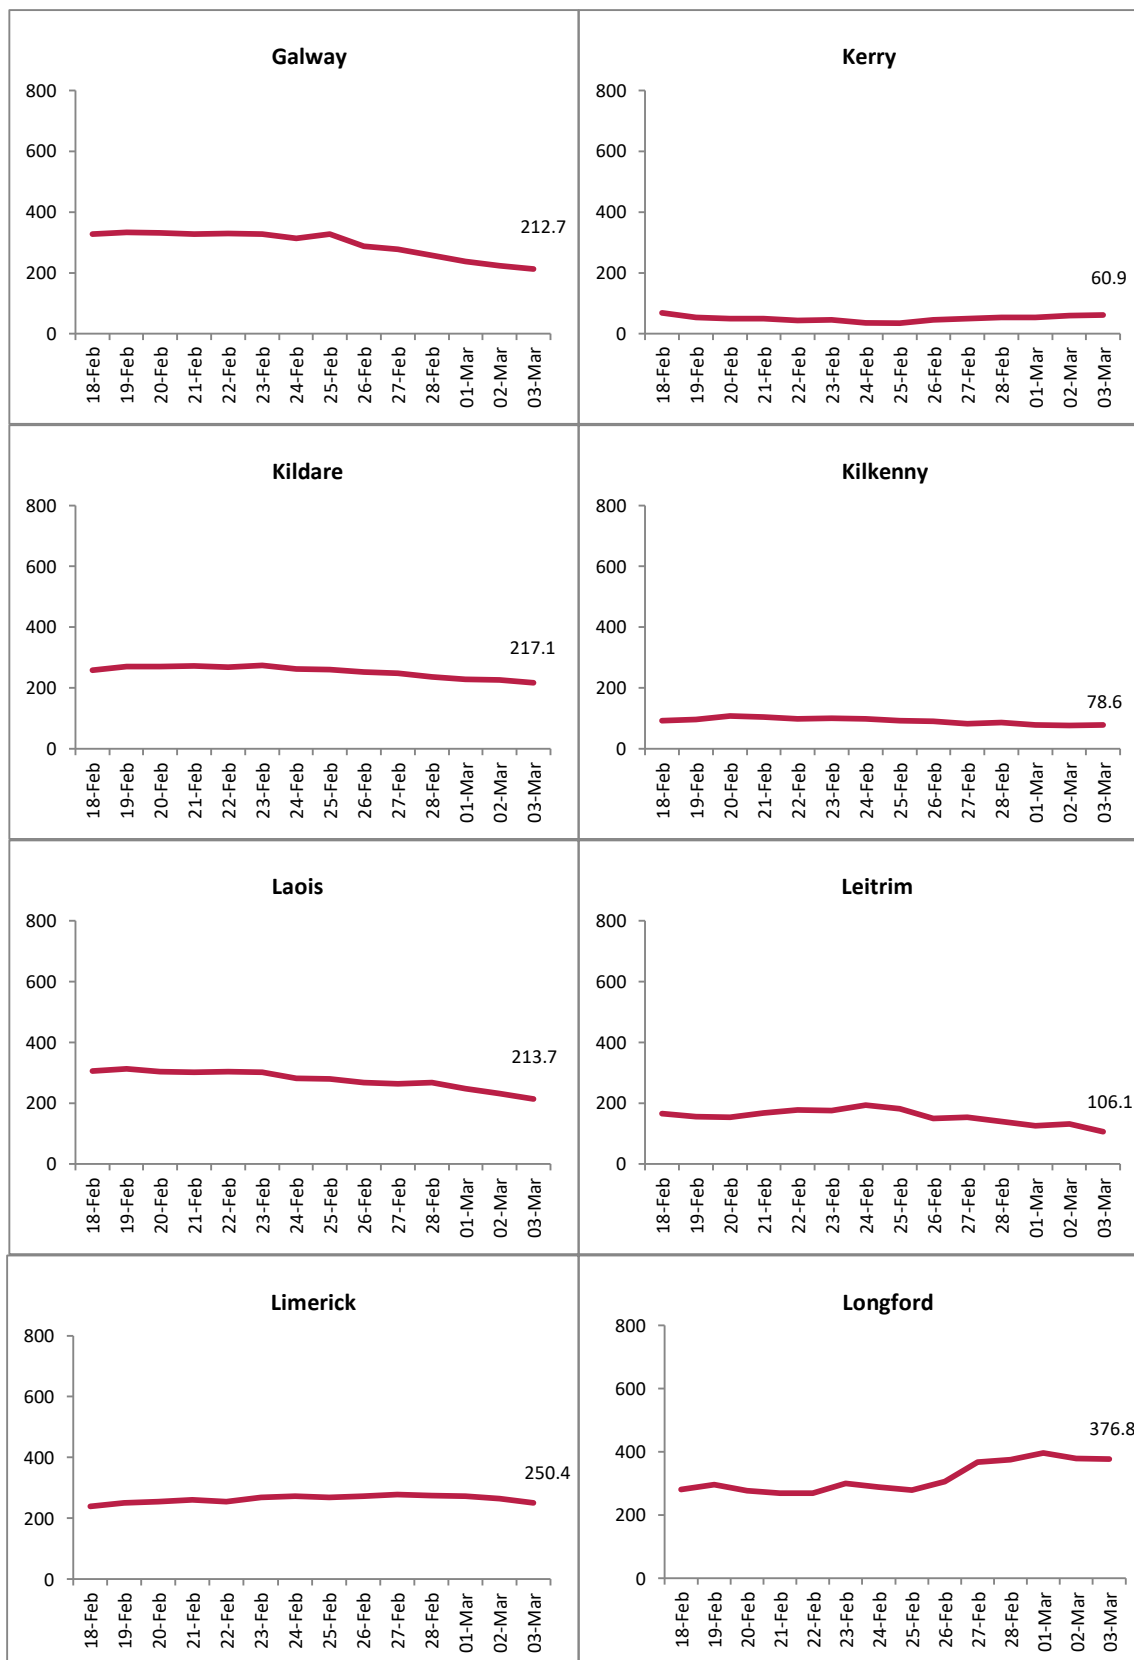 Galway
800
600
400
200
0
212.7
18-Feb
19-Feb
20-Feb
21-Feb
22-Feb
23-Feb
24-Feb
25-Feb
26-Feb
27-Feb
28-Feb
01-Mar
02-Mar
03-Mar
Kerry
800
600
400
200
0
60.9
18-Feb
19-Feb
20-Feb
21-Feb
22-Feb
23-Feb
24-Feb
25-Feb
26-Feb
27-Feb
28-Feb
01-Mar
02-Mar
03-Mar
Kildare
800
600
400
200
0
217.1
18-Feb
19-Feb
20-Feb
21-Feb
22-Feb
23-Feb
24-Feb
25-Feb
26-Feb
27-Feb
28-Feb
01-Mar
02-Mar
03-Mar
Kilkenny
800
600
400
200
0
78.6
18-Feb
19-Feb
20-Feb
21-Feb
22-Feb
23-Feb
24-Feb
25-Feb
26-Feb
27-Feb
28-Feb
01-Mar
02-Mar
03-Mar
Laois
800
600
400
200
0
213.7
18-Feb
19-Feb
20-Feb
21-Feb
22-Feb
23-Feb
24-Feb
25-Feb
26-Feb
27-Feb
28-Feb
01-Mar
02-Mar
03-Mar
Leitrim
800
600
400
200
0
106.1
18-Feb
19-Feb
20-Feb
21-Feb
22-Feb
23-Feb
24-Feb
25-Feb
26-Feb
27-Feb
28-Feb
01-Mar
02-Mar
03-Mar
Limerick
800
600
400
200
0
250.4
18-Feb
19-Feb
20-Feb
21-Feb
22-Feb
23-Feb
24-Feb
25-Feb
26-Feb
27-Feb
28-Feb
01-Mar
02-Mar
03-Mar
Longford
800
600
400
200
0
376.8
18-Feb
19-Feb
20-Feb
21-Feb
22-Feb
23-Feb
24-Feb
25-Feb
26-Feb
27-Feb
28-Feb
01-Mar
02-Mar
03-Mar